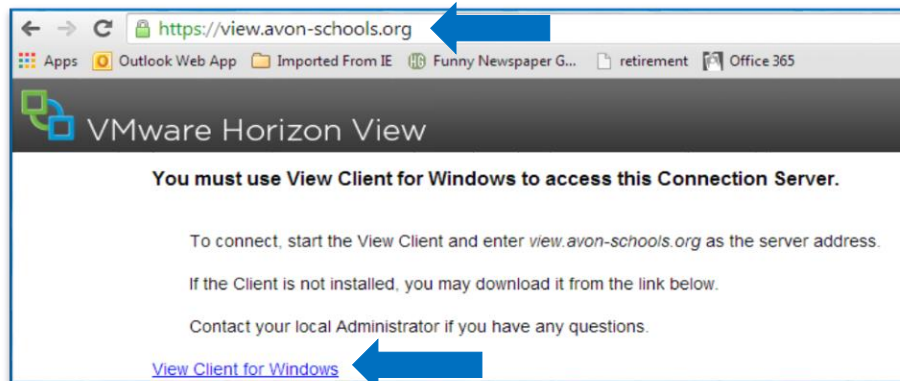 https://view.avon-schools.org
Apps Outlook Web App Imported From IE Funny Newspaper G... retirement Office 365
VMware Horizon View
You must use View Client for Windows to access this Connection Server.
To connect, start the View Client and enter view.avon-schools.org as the server address.
If the Client is not installed, you may download it from the link below.
Contact your local Administrator if you have any questions.
View Client for Windows